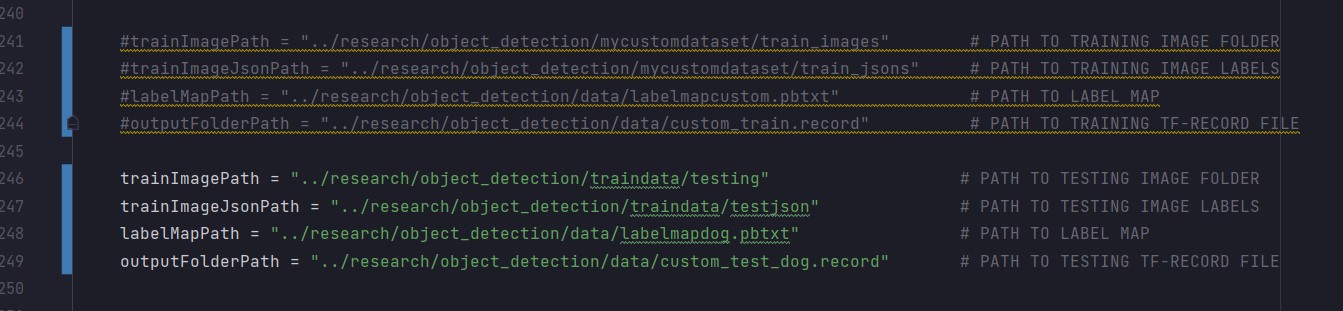 240
241 #trainImagePath = "../research/object_detection/mycustomdataset/train_images" # PATH TO TRAINING IMAGE FOLDER
242 #trainImageJsonPath = "../research/object_detection/mycustomdataset/train_jsons" # PATH TO TRAINING IMAGE LABELS
243 #labelMapPath = "../research/object_detection/data/labelmapcustom.pbtxt" # PATH TO LABEL MAP
244 #outputFolderPath = "../research/object_detection/data/custom_train.record" # PATH TO TRAINING TF-RECORD FILE
245
246 trainImagePath = "../research/object_detection/traindata/testing" # PATH TO TESTING IMAGE FOLDER
247 trainImageJsonPath = "../research/object_detection/traindata/testjson" # PATH TO TESTING IMAGE LABELS
248 labelMapPath = "../research/object_detection/data/labelmapdog.pbtxt" # PATH TO LABEL MAP
249 outputFolderPath = "../research/object_detection/data/custom_test_dog.record" # PATH TO TESTING TF-RECORD FILE
250